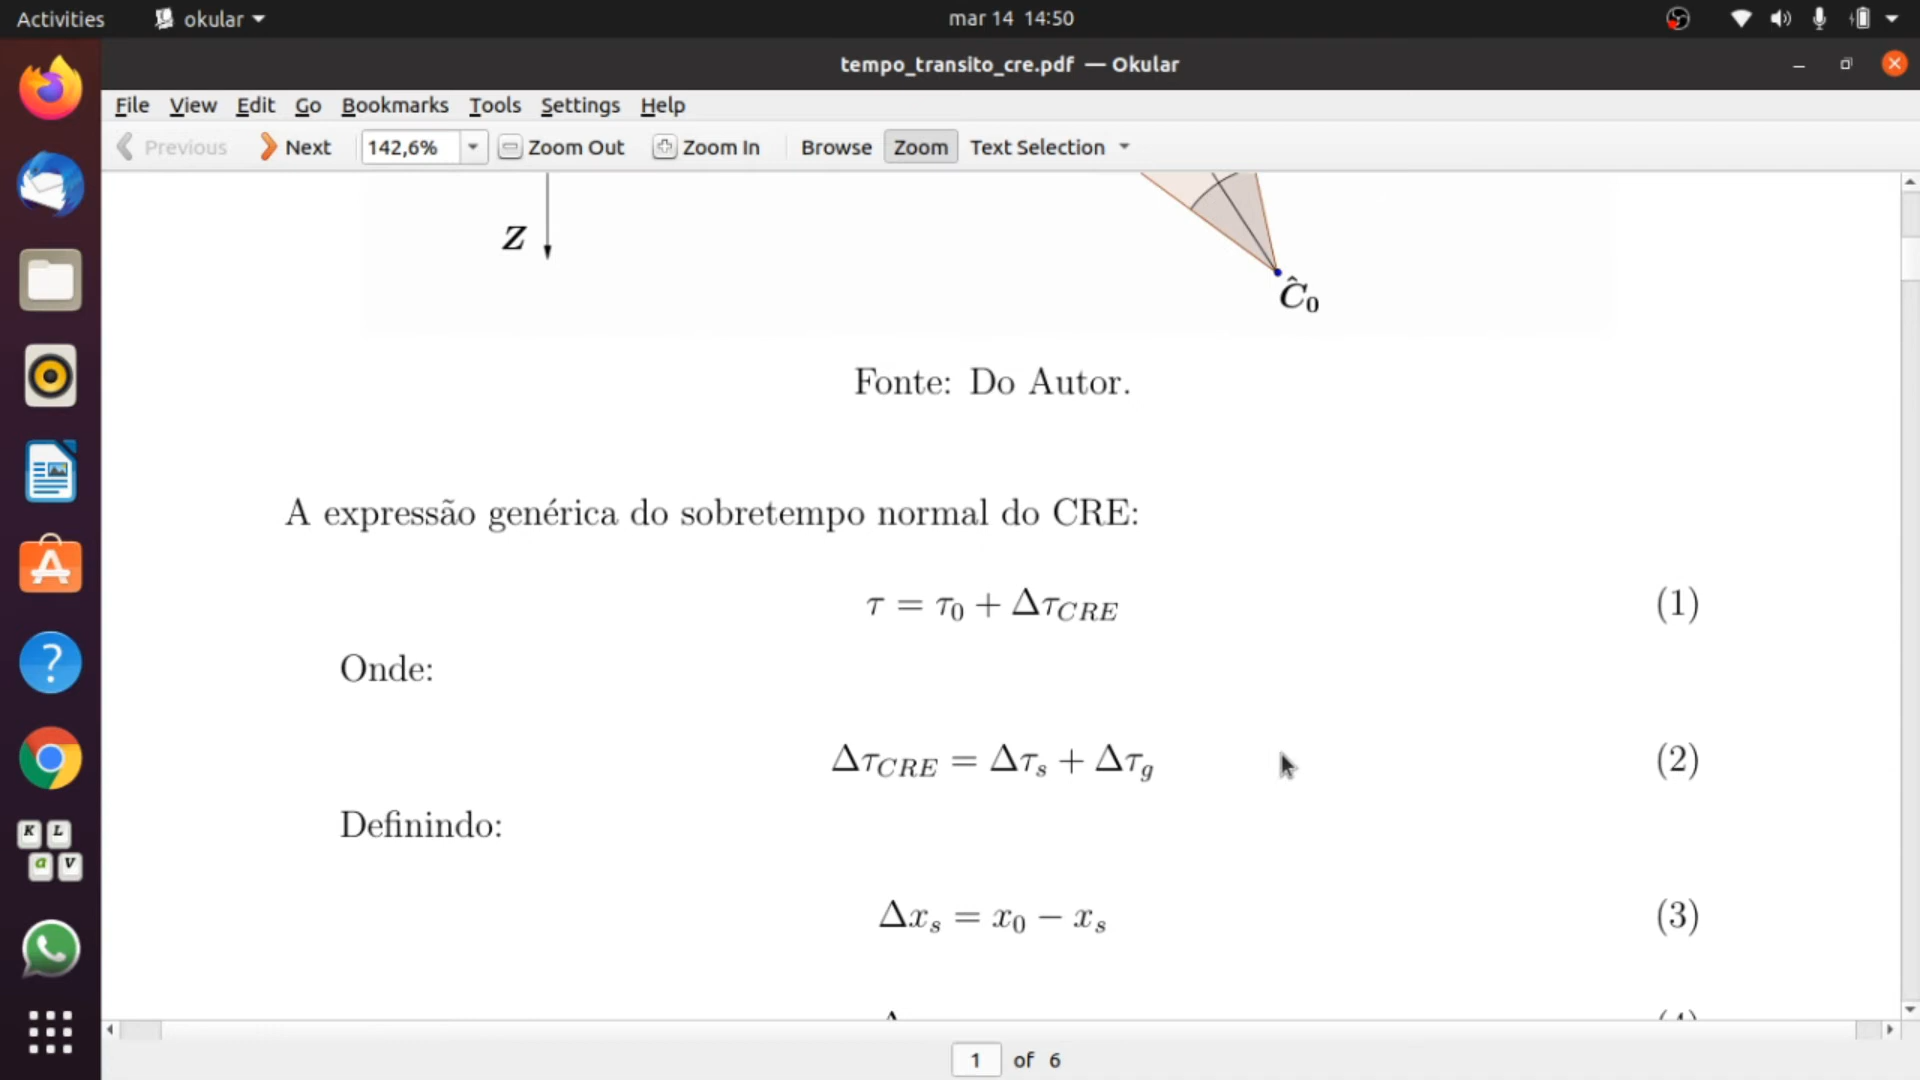 Activities okular mar 14 14:50
tempo_transito_cre.pdf — Okular
File View Edit Go Bookmarks Tools Settings Help
Previous Next 142,6% Zoom Out Zoom In Browse Zoom Text Selection
Z
Ĉ₀
Fonte: Do Autor.
A expressão genérica do sobretempo normal do CRE:
τ = τ₀ + Δτ_CRE (1)
Onde:
Δτ_CRE = Δτ_s + Δτ_g (2)
Definindo:
Δx_s = x₀ − x_s (3)
K L
a V
1 of 6